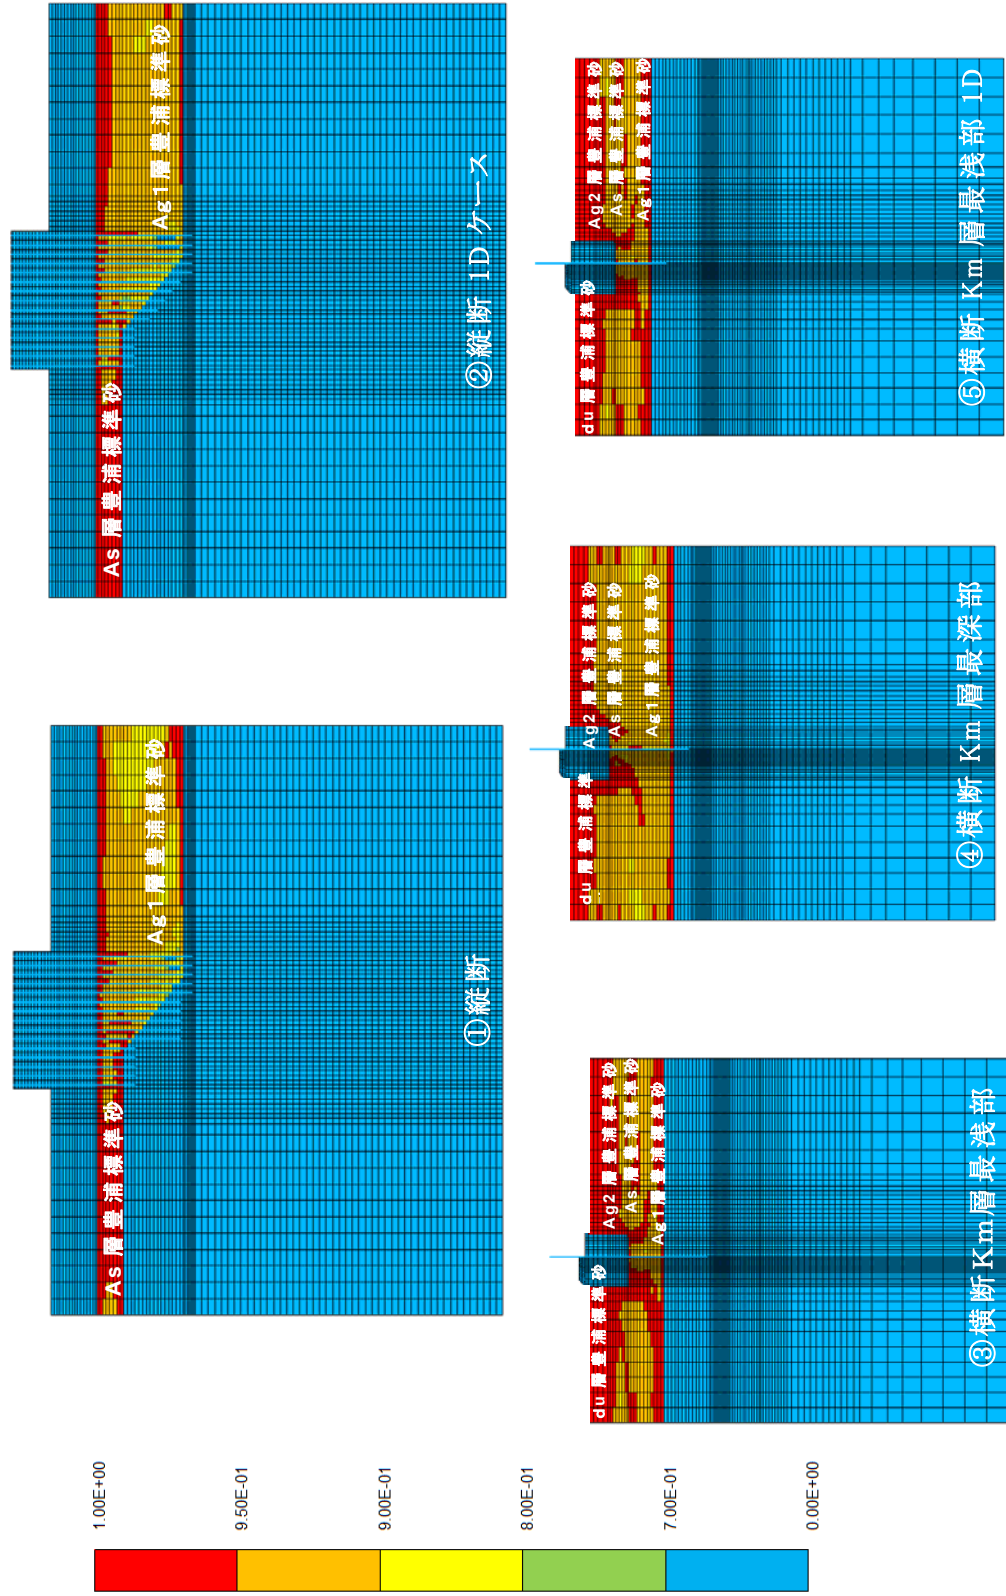 As 層豊浦標準砂
Ag1層豊浦標準砂
①縦断
As 層豊浦標準砂
Ag1層豊浦標準砂
②縦断 1D ケース
du 層豊浦標準砂
Ag2 層豊浦標準砂
As 層豊浦標準砂
Ag1層豊浦標準砂
③横断Km層最浅部
du 層豊浦標準
Ag2 層豊浦標準砂
As 層豊浦標準砂
Ag1層豊浦標準砂
④横断 Km 層最深部
du 層豊浦標準砂
Ag2 層豊浦標準砂
As 層豊浦標準砂
Ag1層豊浦標準砂
⑤横断 Km 層最浅部 1D
1.00E+00
9.50E-01
9.00E-01
8.00E-01
7.00E-01
0.00E+00